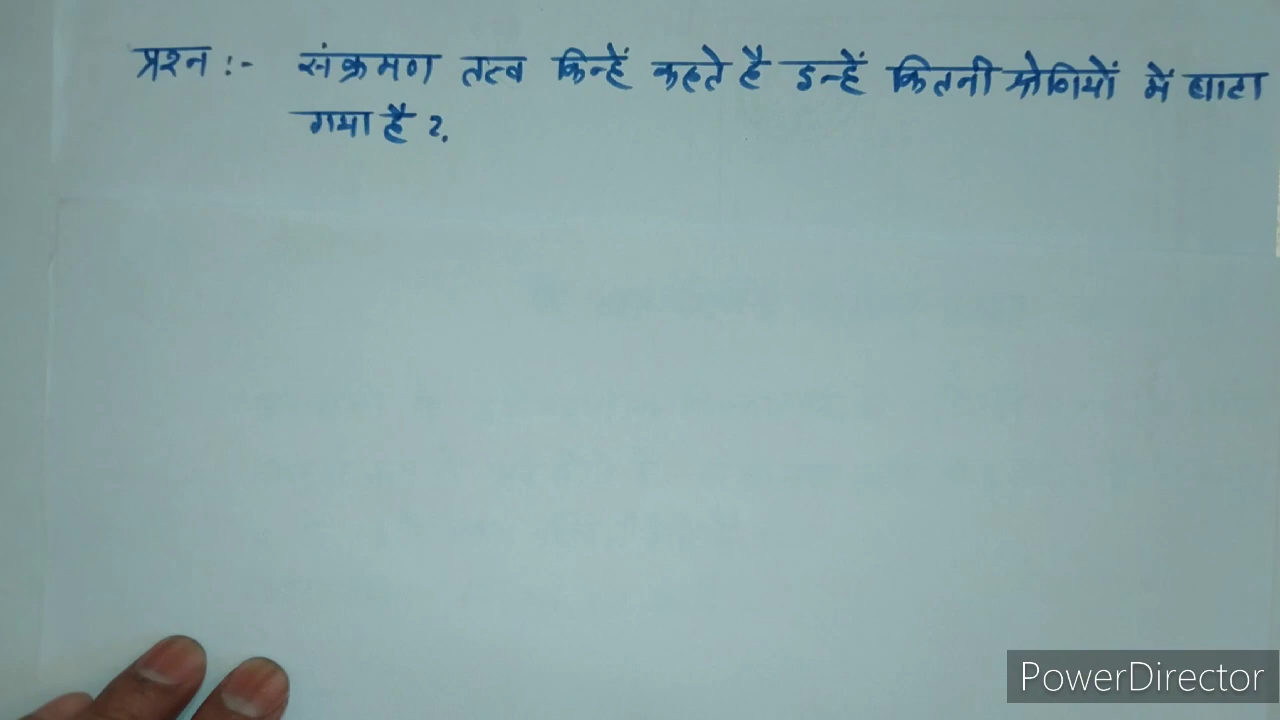 प्रश्न :- संक्रमण तत्व किन्हें कहते है इन्हें कितनी श्रेणियों में बाटा
गया है ?.
PowerDirector